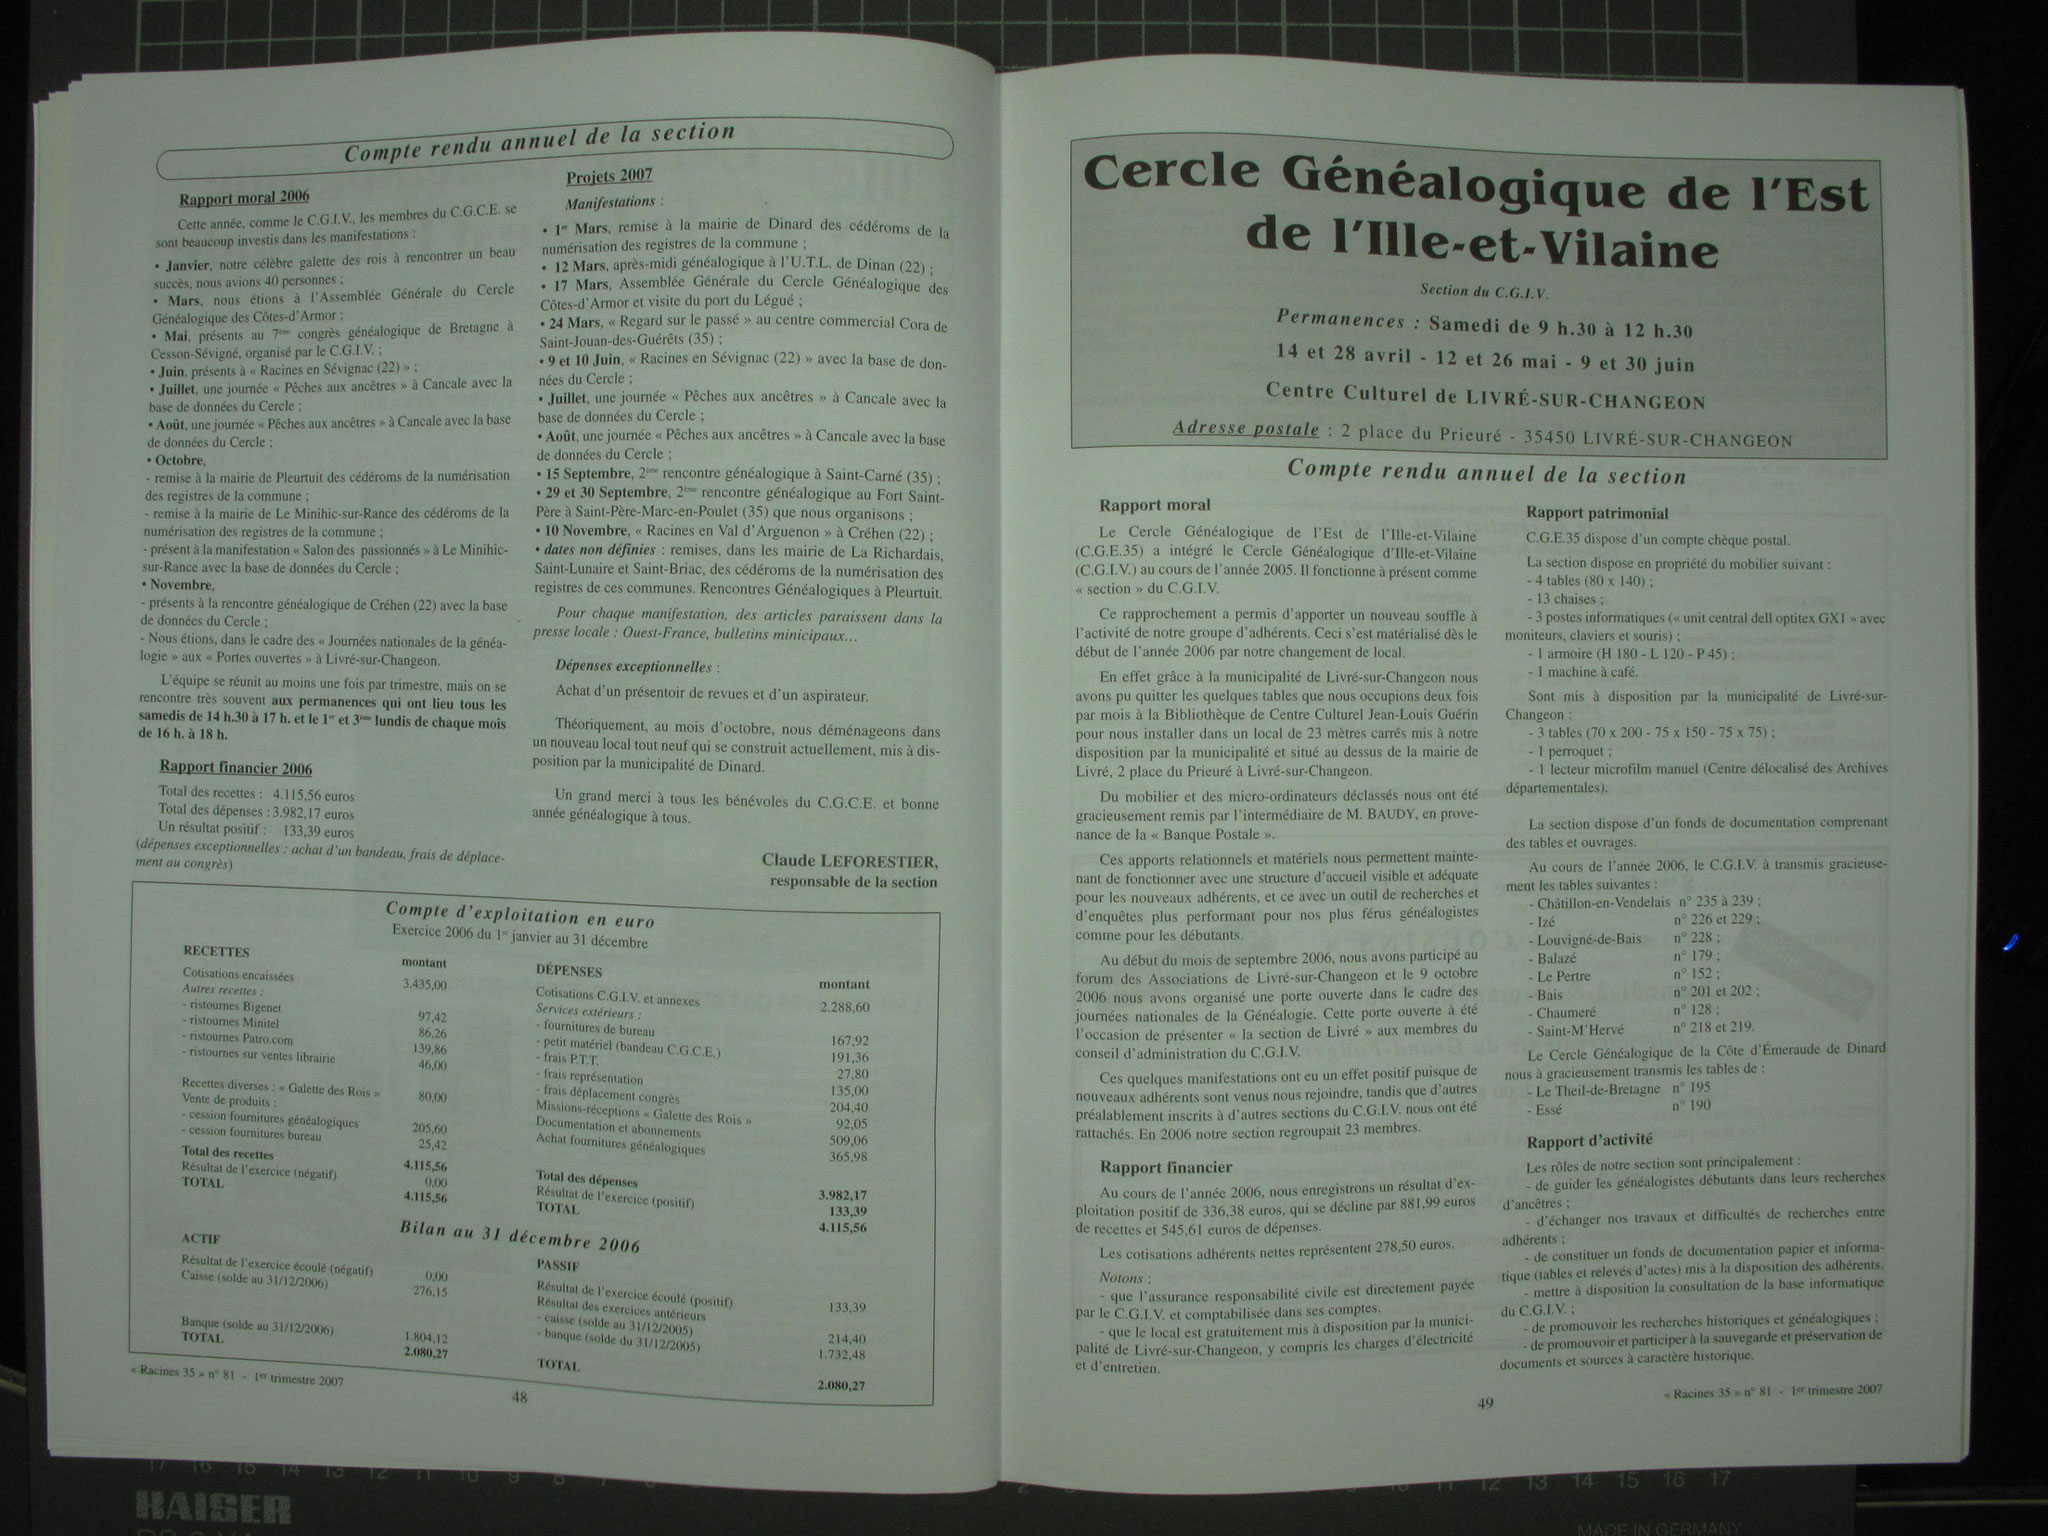 Compte rendu annuel de la section
Rapport moral 2006
Cette année, comme le C.G.I.V., les membres du C.G.C.E. se
sont beaucoup investis dans les manifestations :
• Janvier, notre célèbre galette des rois à rencontrer un beau
succès, nous avions 40 personnes ;
• Mars, nous étions à l'Assemblée Générale du Cercle
Généalogique des Côtes-d'Armor ;
• Mai, présents au 7ème congrès généalogique de Bretagne à
Cesson-Sévigné, organisé par le C.G.I.V. ;
• Juin, présents à « Racines en Sévignac (22) » ;
• Juillet, une journée « Pêches aux ancêtres » à Cancale avec la
base de données du Cercle ;
• Août, une journée « Pêches aux ancêtres » à Cancale avec la base
de données du Cercle ;
• Octobre,
- remise à la mairie de Pleurtuit des cédéroms de la numérisation
des registres de la commune ;
- remise à la mairie de Le Minihic-sur-Rance des cédéroms de la
numérisation des registres de la commune ;
- présent à la manifestation « Salon des passionnés » à Le Minihic-
sur-Rance avec la base de données du Cercle ;
• Novembre,
- présents à la rencontre généalogique de Créhen (22) avec la base
de données du Cercle ;
- Nous étions, dans le cadre des « Journées nationales de la généa-
logie » aux « Portes ouvertes » à Livré-sur-Changeon.
L'équipe se réunit au moins une fois par trimestre, mais on se
rencontre très souvent aux permanences qui ont lieu tous les
samedis de 14 h.30 à 17 h. et le 1er et 3ème lundis de chaque mois
de 16 h. à 18 h.
Rapport financier 2006
Total des recettes : 4.115,56 euros
Total des dépenses : 3.982,17 euros
Un résultat positif : 133,39 euros
(dépenses exceptionnelles : achat d'un bandeau, frais de déplace-
ment au congrès)
Projets 2007
Manifestations :
• 1er Mars, remise à la mairie de Dinard des cédéroms de la
numérisation des registres de la commune ;
• 12 Mars, après-midi généalogique à l'U.T.L. de Dinan (22) ;
• 17 Mars, Assemblée Générale du Cercle Généalogique des
Côtes-d'Armor et visite du port du Légué ;
• 24 Mars, « Regard sur le passé » au centre commercial Cora de
Saint-Jouan-des-Guérêts (35) ;
• 9 et 10 Juin, « Racines en Sévignac (22) » avec la base de don-
nées du Cercle ;
• Juillet, une journée « Pêches aux ancêtres » à Cancale avec la
base de données du Cercle ;
• Août, une journée « Pêches aux ancêtres » à Cancale avec la base
de données du Cercle ;
• 15 Septembre, 2ème rencontre généalogique à Saint-Carné (35) ;
• 29 et 30 Septembre, 2ème rencontre généalogique au Fort Saint-
Père à Saint-Père-Marc-en-Poulet (35) que nous organisons ;
• 10 Novembre, « Racines en Val d'Arguenon » à Créhen (22) ;
• dates non définies : remises, dans les mairie de La Richardais,
Saint-Lunaire et Saint-Briac, des cédéroms de la numérisation des
registres de ces communes. Rencontres Généalogiques à Pleurtuit.
Pour chaque manifestation, des articles paraissent dans la
presse locale : Ouest-France, bulletins minicipaux...
Dépenses exceptionnelles :
Achat d'un présentoir de revues et d'un aspirateur.
Théoriquement, au mois d'octobre, nous déménageons dans
un nouveau local tout neuf qui se construit actuellement, mis à dis-
position par la municipalité de Dinard.
Un grand merci à tous les bénévoles du C.G.C.E. et bonne
année généalogique à tous.
Claude LEFORESTIER,
responsable de la section
Compte d'exploitation en euro
Exercice 2006 du 1er janvier au 31 décembre
RECETTES montant
Cotisations encaissées 3.435,00
Autres recettes :
- ristournes Bigenet 97,42
- ristournes Minitel 86,26
- ristournes Patro.com 139,86
- ristournes sur ventes librairie 46,00
Recettes diverses : « Galette des Rois » 80,00
Vente de produits :
- cession fournitures généalogiques 205,60
- cession fournitures bureau 25,42
Total des recettes 4.115,56
Résultat de l'exercice (négatif) 0,00
TOTAL 4.115,56
DÉPENSES montant
Cotisations C.G.I.V. et annexes 2.288,60
Services extérieurs :
- fournitures de bureau 167,92
- petit matériel (bandeau C.G.C.E.) 191,36
- frais P.T.T. 27,80
- frais représentation 135,00
- frais déplacement congrès 204,40
Missions-réceptions « Galette des Rois » 92,05
Documentation et abonnements 509,06
Achat fournitures généalogiques 365,98
Total des dépenses 3.982,17
Résultat de l'exercice (positif) 133,39
TOTAL 4.115,56
Bilan au 31 décembre 2006
ACTIF
Résultat de l'exercice écoulé (négatif) 0,00
Caisse (solde au 31/12/2006) 276,15
Banque (solde au 31/12/2006) 1.804,12
TOTAL 2.080,27
PASSIF
Résultat de l'exercice écoulé (positif) 133,39
Résultat des exercices antérieurs
- caisse (solde au 31/12/2005) 214,40
- banque (solde du 31/12/2005) 1.732,48
TOTAL 2.080,27
« Racines 35 » n° 81 - 1er trimestre 2007
48
Cercle Généalogique de l'Est
de l'Ille-et-Vilaine
Section du C.G.I.V.
Permanences : Samedi de 9 h.30 à 12 h.30
14 et 28 avril - 12 et 26 mai - 9 et 30 juin
Centre Culturel de LIVRÉ-SUR-CHANGEON
Adresse postale : 2 place du Prieuré - 35450 LIVRÉ-SUR-CHANGEON
Compte rendu annuel de la section
Rapport moral
Le Cercle Généalogique de l'Est de l'Ille-et-Vilaine
(C.G.E.35) a intégré le Cercle Généalogique d'Ille-et-Vilaine
(C.G.I.V.) au cours de l'année 2005. Il fonctionne à présent comme
« section » du C.G.I.V.
Ce rapprochement a permis d'apporter un nouveau souffle à
l'activité de notre groupe d'adhérents. Ceci s'est matérialisé dès le
début de l'année 2006 par notre changement de local.
En effet grâce à la municipalité de Livré-sur-Changeon nous
avons pu quitter les quelques tables que nous occupions deux fois
par mois à la Bibliothèque de Centre Culturel Jean-Louis Guérin
pour nous installer dans un local de 23 mètres carrés mis à notre
disposition par la municipalité et situé au dessus de la mairie de
Livré, 2 place du Prieuré à Livré-sur-Changeon.
Du mobilier et des micro-ordinateurs déclassés nous ont été
gracieusement remis par l'intermédiaire de M. BAUDY, en prove-
nance de la « Banque Postale ».
Ces apports relationnels et matériels nous permettent mainte-
nant de fonctionner avec une structure d'accueil visible et adéquate
pour les nouveaux adhérents, et ce avec un outil de recherches et
d'enquêtes plus performant pour nos plus férus généalogistes
comme pour les débutants.
Au début du mois de septembre 2006, nous avons participé au
forum des Associations de Livré-sur-Changeon et le 9 octobre
2006 nous avons organisé une porte ouverte dans le cadre des
journées nationales de la Généalogie. Cette porte ouverte à été
l'occasion de présenter « la section de Livré » aux membres du
conseil d'administration du C.G.I.V.
Ces quelques manifestations ont eu un effet positif puisque de
nouveaux adhérents sont venus nous rejoindre, tandis que d'autres
préalablement inscrits à d'autres sections du C.G.I.V. nous ont été
rattachés. En 2006 notre section regroupait 23 membres.
Rapport financier
Au cours de l'année 2006, nous enregistrons un résultat d'ex-
ploitation positif de 336,38 euros, qui se décline par 881,99 euros
de recettes et 545,61 euros de dépenses.
Les cotisations adhérents nettes représentent 278,50 euros.
Notons :
- que l'assurance responsabilité civile est directement payée
par le C.G.I.V. et comptabilisée dans ses comptes.
- que le local est gratuitement mis à disposition par la munici-
palité de Livré-sur-Changeon, y compris les charges d'électricité
et d'entretien.
Rapport patrimonial
C.G.E.35 dispose d'un compte chèque postal.
La section dispose en propriété du mobilier suivant :
- 4 tables (80 x 140) ;
- 13 chaises ;
- 3 postes informatiques (« unit central dell optitex GX1 » avec
moniteurs, claviers et souris) ;
- 1 armoire (H 180 - L 120 - P 45) ;
- 1 machine à café.
Sont mis à disposition par la municipalité de Livré-sur-
Changeon :
- 3 tables (70 x 200 - 75 x 150 - 75 x 75) ;
- 1 perroquet ;
- 1 lecteur microfilm manuel (Centre délocalisé des Archives
départementales).
La section dispose d'un fonds de documentation comprenant
des tables et ouvrages.
Au cours de l'année 2006, le C.G.I.V. à transmis gracieuse-
ment les tables suivantes :
- Châtillon-en-Vendelais n° 235 à 239 ;
- Izé n° 226 et 229 ;
- Louvigné-de-Bais n° 228 ;
- Balazé n° 179 ;
- Le Pertre n° 152 ;
- Bais n° 201 et 202 ;
- Chaumeré n° 128 ;
- Saint-M'Hervé n° 218 et 219.
Le Cercle Généalogique de la Côte d'Émeraude de Dinard
nous à gracieusement transmis les tables de :
- Le Theil-de-Bretagne n° 195
- Essé n° 190
Rapport d'activité
Les rôles de notre section sont principalement :
- de guider les généalogistes débutants dans leurs recherches
d'ancêtres ;
- d'échanger nos travaux et difficultés de recherches entre
adhérents ;
- de constituer un fonds de documentation papier et informa-
tique (tables et relevés d'actes) mis à la disposition des adhérents.
- mettre à disposition la consultation de la base informatique
du C.G.I.V. ;
- de promouvoir les recherches historiques et généalogiques ;
- de promouvoir et participer à la sauvegarde et préservation de
documents et sources à caractère historique.
« Racines 35 » n° 81 - 1er trimestre 2007
49
17 16 15 14 13 12 11 10 9 8 7
13 14 15 16 17
KAISER
MADE IN GERMANY